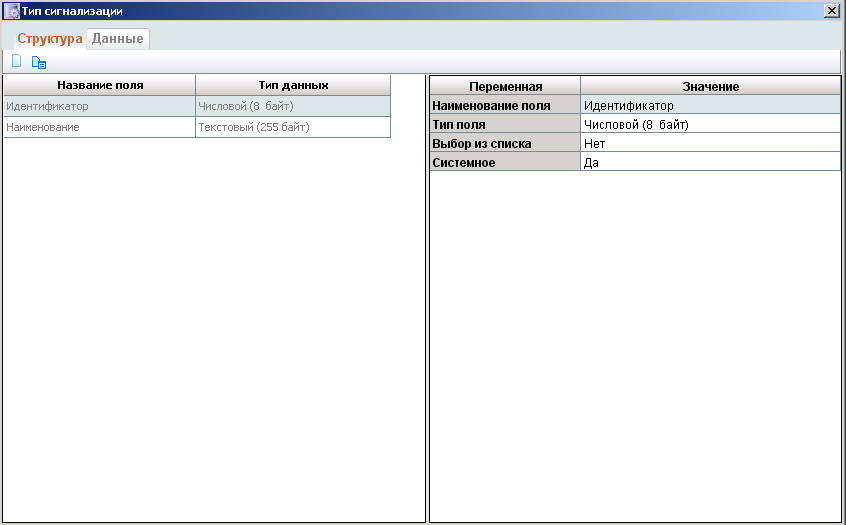 Тип сигнализации
Структура Данные
Название поля Тип данных
Идентификатор Числовой (8 байт)
Наименование Текстовый (255 байт)
Переменная Значение
Наименование поля Идентификатор
Тип поля Числовой (8 байт)
Выбор из списка Нет
Системное Да